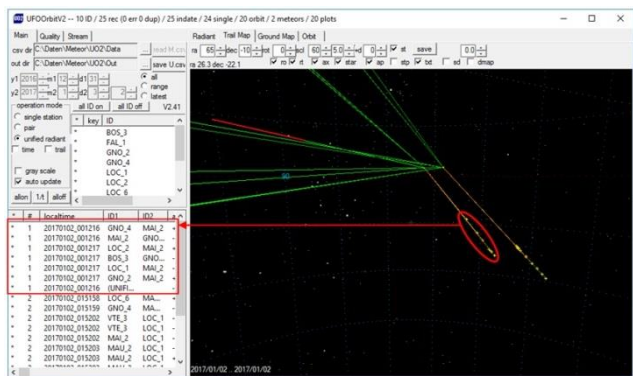 UFOOrbitV2 -- 10 ID / 25 rec (0 err 0 dup) / 25 indate / 24 single / 20 orbit / 2 meteors / 20 plots
Main Quality Stream
csv dir C:\Daten\Meteor\UO2\Data ... read M.csv
out dir C:\Daten\Meteor\UO2\Out ... save U.csv
y1 2016 m1 12 d1 31
y2 2017 m2 1 d2 3 2
all
range
latest
operation mode all ID on all ID off V2.41
single station
pair
unified radiant
time trail
gray scale
auto update
allon 1/t alloff
* key ID
* BOS_3
* FAL_1
* GNO_2
* GNO_4
* LOC_1
* LOC_2
* LOC_6
* # localtime ID1 ID2
* 1 20170102_001216 GNO_4 MAI_2 +
* 1 20170102_001216 MAI_2 GNO... -
* 1 20170102_001217 LOC_2 MAI_2 +
* 1 20170102_001217 BOS_3 GNO... -
* 1 20170102_001217 LOC_1 MAI_2 -
* 1 20170102_001217 GNO_2 MAI_2 +
* 1 20170102_001216 (UNIFI... -
* 2 20170102_015158 LOC_6 MA... +
* 2 20170102_015159 GNO_4 MA... -
* 2 20170102_015202 VTE_3 LOC_1 -
* 2 20170102_015202 VTE_3 LOC_1 -
* 2 20170102_015202 MAI_2 LOC_1 -
* 2 20170102_015203 MAU_2 LOC_1 -
Radiant Trail Map Ground Map Orbit
ra 65 dec -10 rot 0 scl 60 5.0 +d 0 st save 0.0
ra 26.3 dec -22.1 ro rt ax star ap stp txt sd dmap
90
2017/01/02 .. 2017/01/02